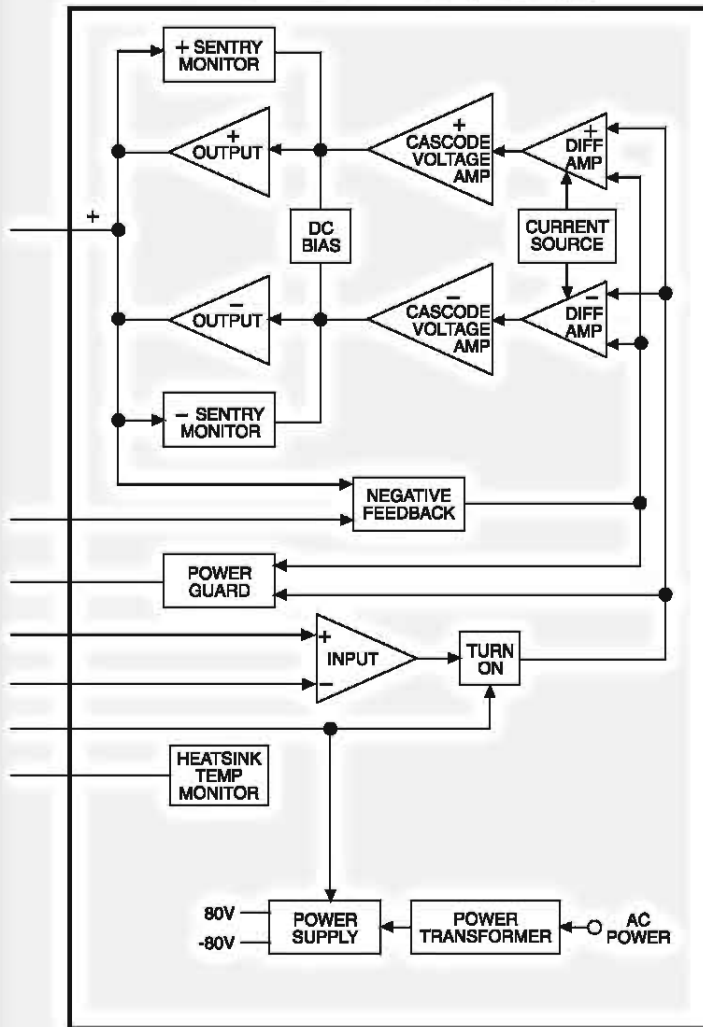 + SENTRY
MONITOR
+
OUTPUT
+
CASCODE
VOLTAGE
AMP
+
DIFF
AMP
+
DC
BIAS
CURRENT
SOURCE
−
OUTPUT
−
CASCODE
VOLTAGE
AMP
−
DIFF
AMP
− SENTRY
MONITOR
NEGATIVE
FEEDBACK
POWER
GUARD
+
INPUT
−
TURN
ON
HEATSINK
TEMP
MONITOR
80V
-80V
POWER
SUPPLY
POWER
TRANSFORMER
AC
POWER